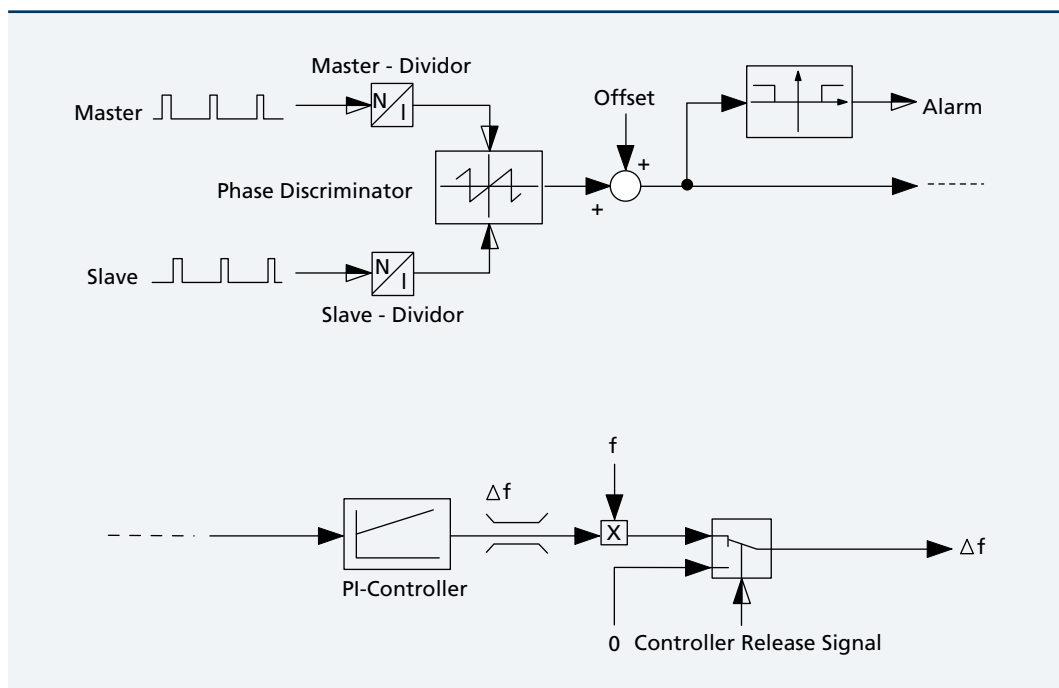 Master - Dividor
Master
N
I
Offset
Alarm
+
+
Phase Discriminator
Slave
N
I
Slave - Dividor
f
Δf
X
Δf
PI-Controller
0 Controller Release Signal